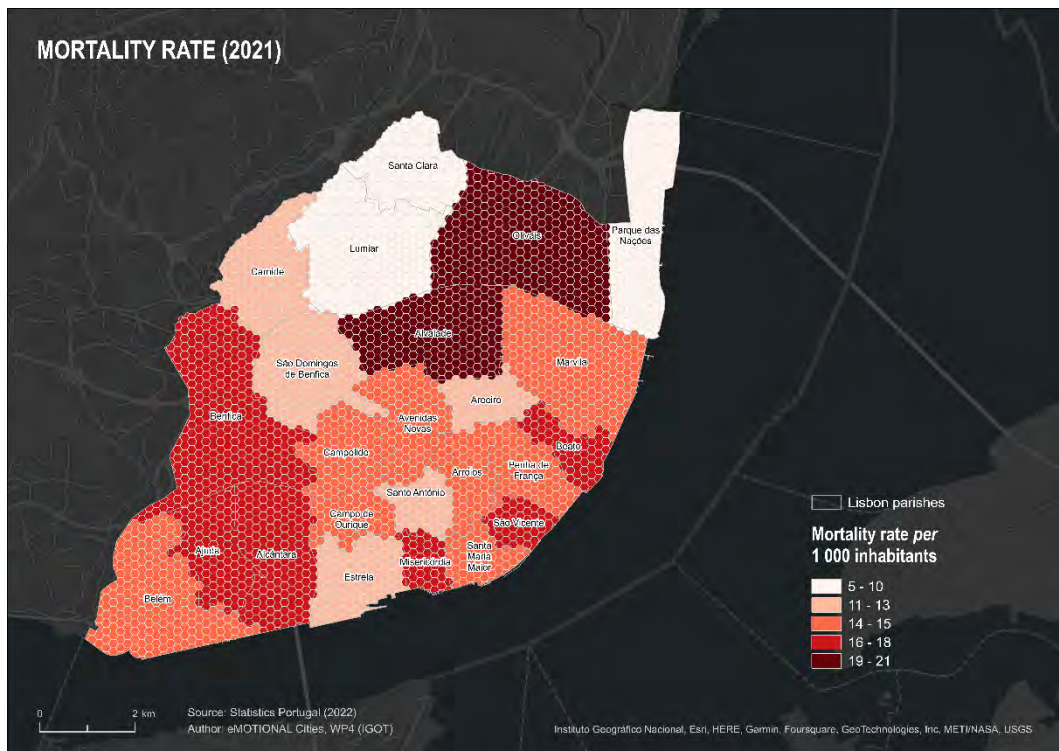 MORTALITY RATE (2021)
Santa Clara
Lumiar
Olivais
Parque das
Nações
Carnide
Alvalade
Marvila
São Domingos
de Benfica
Benfica
Areeiro
Avenidas
Novas
Beato
Campolide
Arroios
Penha de
França
Santo António
Campo de
Ourique
São Vicente
Ajuda
Alcântara
Misericórdia
Santa
Maria
Maior
Estrela
Belém
Lisbon parishes
Mortality rate per
1 000 inhabitants
5 - 10
11 - 13
14 - 15
16 - 18
19 - 21
0 2 km
Source: Statistics Portugal (2022)
Author: eMOTIONAL Cities, WP4 (IGOT)
Instituto Geográfico Nacional, Esri, HERE, Garmin, Foursquare, GeoTechnologies, Inc, METI/NASA, USGS